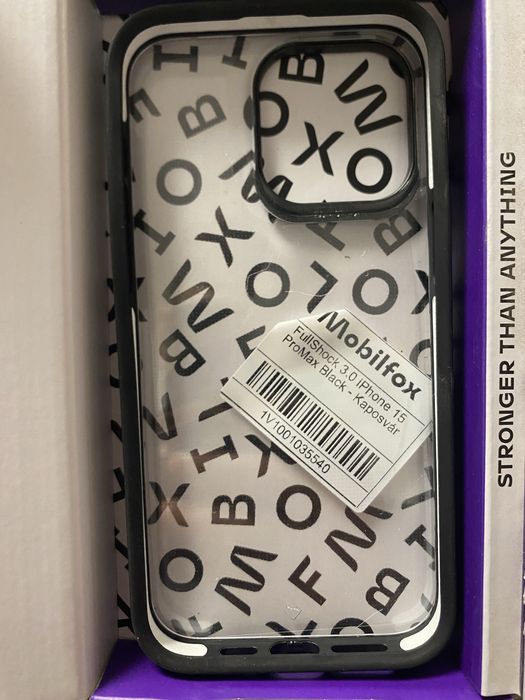 Mobilfox
FullShock 3.0 iPhone 15
ProMax Black - Kaposvár
1V1001035540
STRONGER THAN ANYTHING